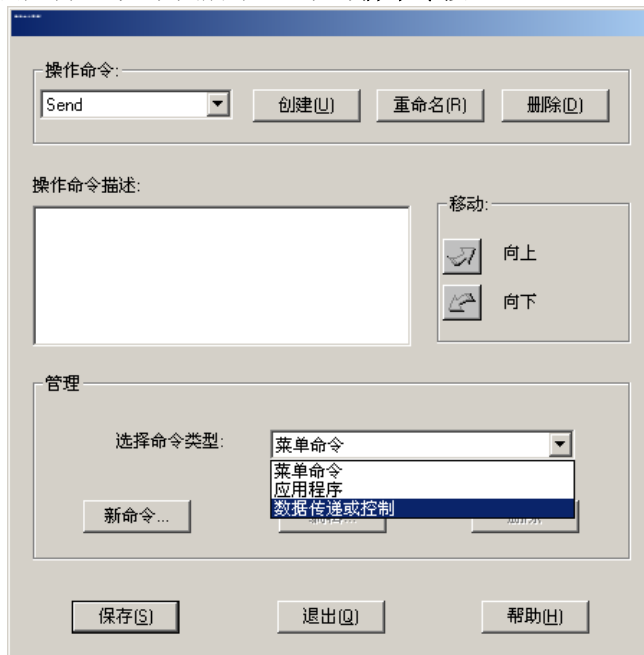 操作命令:
Send
创建(U)
重命名(R)
删除(D)
操作命令描述:
移动:
向上
向下
管理
选择命令类型:
菜单命令
菜单命令
应用程序
数据传递或控制
新命令...
保存(S)
退出(Q)
帮助(H)